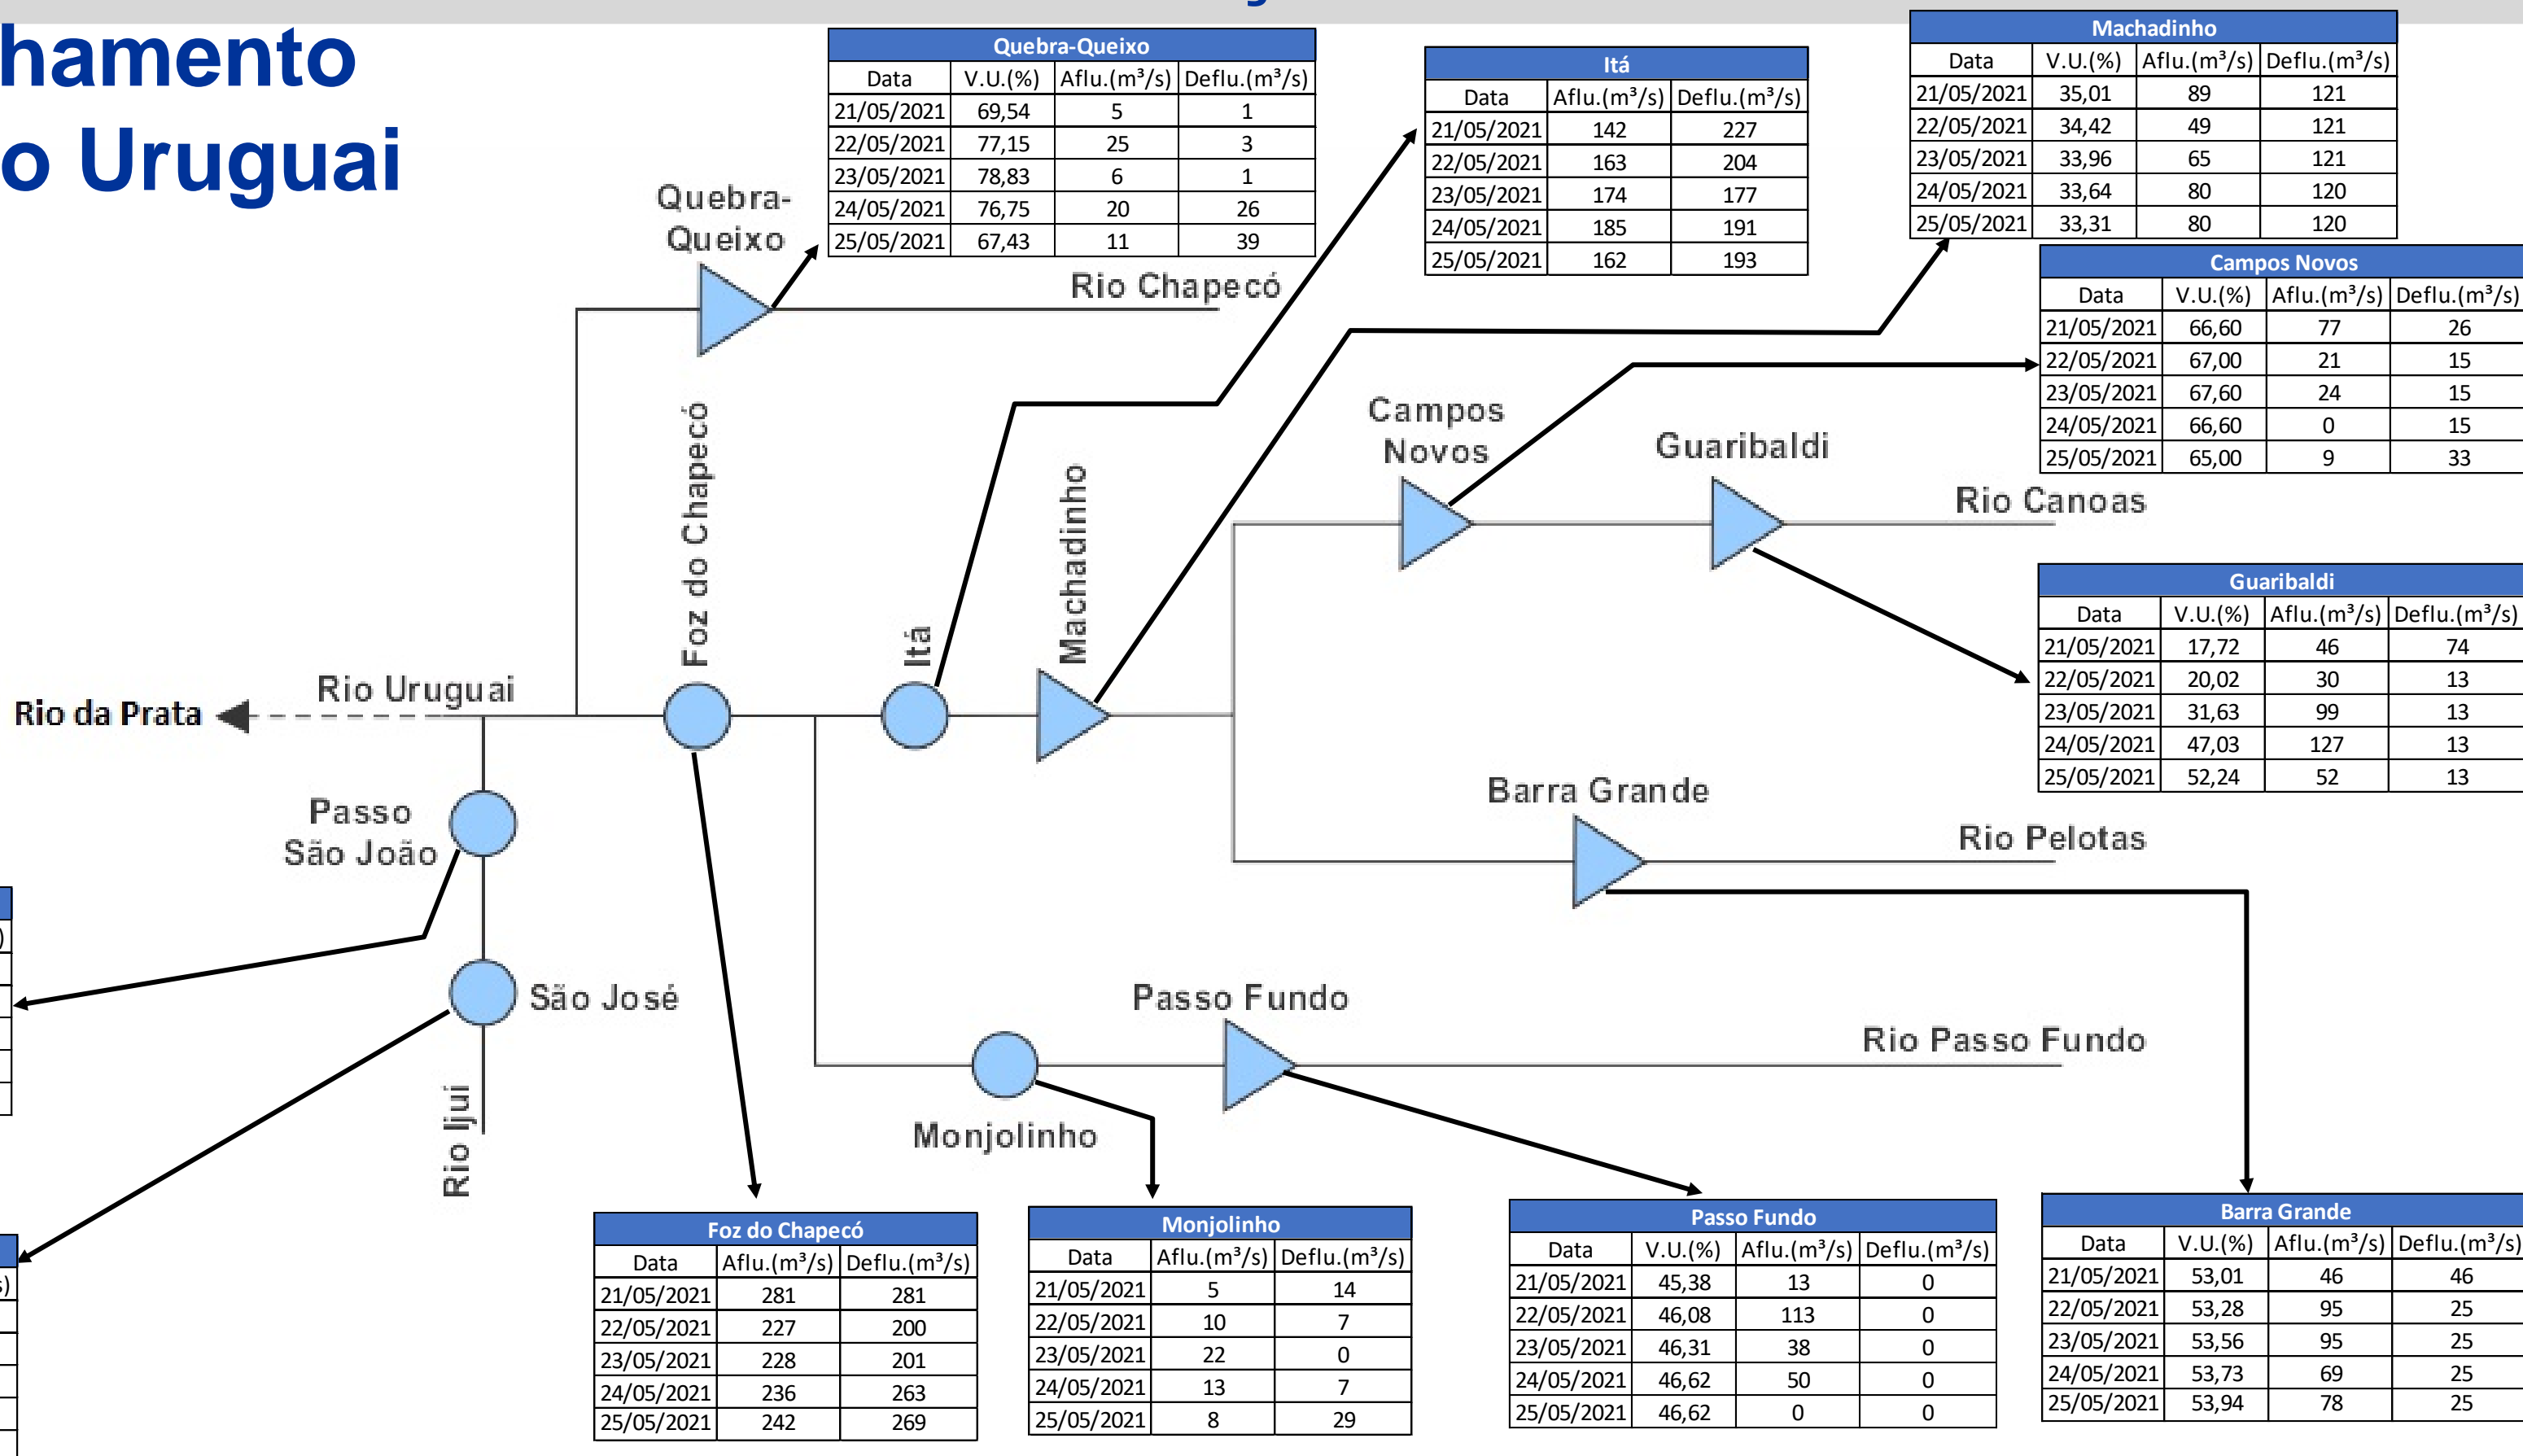 hamento
o Uruguai
Quebra-Queixo
Data V.U.(%) Aflu.(m³/s) Deflu.(m³/s)
21/05/2021 69,54 5 1
22/05/2021 77,15 25 3
23/05/2021 78,83 6 1
24/05/2021 76,75 20 26
25/05/2021 67,43 11 39
Itá
Data Aflu.(m³/s) Deflu.(m³/s)
21/05/2021 142 227
22/05/2021 163 204
23/05/2021 174 177
24/05/2021 185 191
25/05/2021 162 193
Machadinho
Data V.U.(%) Aflu.(m³/s) Deflu.(m³/s)
21/05/2021 35,01 89 121
22/05/2021 34,42 49 121
23/05/2021 33,96 65 121
24/05/2021 33,64 80 120
25/05/2021 33,31 80 120
Campos Novos
Data V.U.(%) Aflu.(m³/s) Deflu.(m³/s)
21/05/2021 66,60 77 26
22/05/2021 67,00 21 15
23/05/2021 67,60 24 15
24/05/2021 66,60 0 15
25/05/2021 65,00 9 33
Quebra-
Queixo
Rio Chapecó
Foz do Chapecó
Itá
Machadinho
Campos
Novos
Guaribaldi
Rio Canoas
Guaribaldi
Data V.U.(%) Aflu.(m³/s) Deflu.(m³/s)
21/05/2021 17,72 46 74
22/05/2021 20,02 30 13
23/05/2021 31,63 99 13
24/05/2021 47,03 127 13
25/05/2021 52,24 52 13
Rio da Prata
Rio Uruguai
Passo
São João
São José
Rio Ijui
Barra Grande
Rio Pelotas
Passo Fundo
Rio Passo Fundo
Monjolinho
)
s)
Foz do Chapecó
Data Aflu.(m³/s) Deflu.(m³/s)
21/05/2021 281 281
22/05/2021 227 200
23/05/2021 228 201
24/05/2021 236 263
25/05/2021 242 269
Monjolinho
Data Aflu.(m³/s) Deflu.(m³/s)
21/05/2021 5 14
22/05/2021 10 7
23/05/2021 22 0
24/05/2021 13 7
25/05/2021 8 29
Passo Fundo
Data V.U.(%) Aflu.(m³/s) Deflu.(m³/s)
21/05/2021 45,38 13 0
22/05/2021 46,08 113 0
23/05/2021 46,31 38 0
24/05/2021 46,62 50 0
25/05/2021 46,62 0 0
Barra Grande
Data V.U.(%) Aflu.(m³/s) Deflu.(m³/s)
21/05/2021 53,01 46 46
22/05/2021 53,28 95 25
23/05/2021 53,56 95 25
24/05/2021 53,73 69 25
25/05/2021 53,94 78 25